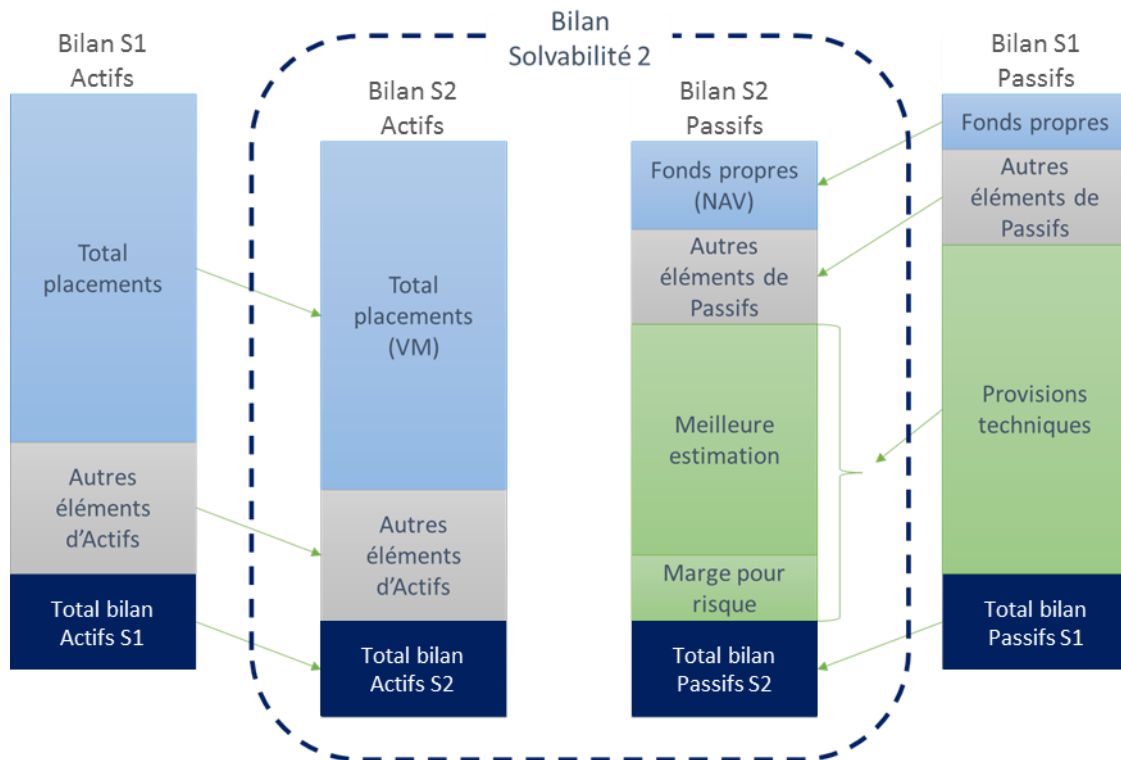 Bilan
Solvabilité 2
Bilan S1
Actifs
Total
placements
Autres
éléments
d'Actifs
Total bilan
Actifs S1
Bilan S2
Actifs
Total
placements
(VM)
Autres
éléments
d'Actifs
Total bilan
Actifs S2
Bilan S2
Passifs
Fonds propres
(NAV)
Autres
éléments de
Passifs
Meilleure
estimation
Marge pour
risque
Total bilan
Passifs S2
Bilan S1
Passifs
Fonds propres
Autres
éléments de
Passifs
Provisions
techniques
Total bilan
Passifs S1